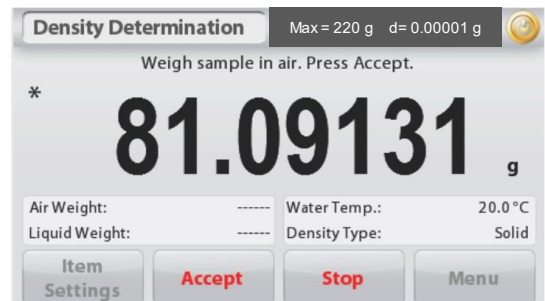 Density Determination Max = 220 g d= 0.00001 g
Weigh sample in air. Press Accept.
*
81.09131 g
Air Weight: ------ Water Temp.: 20.0°C
Liquid Weight: ------ Density Type: Solid
Item Settings Accept Stop Menu